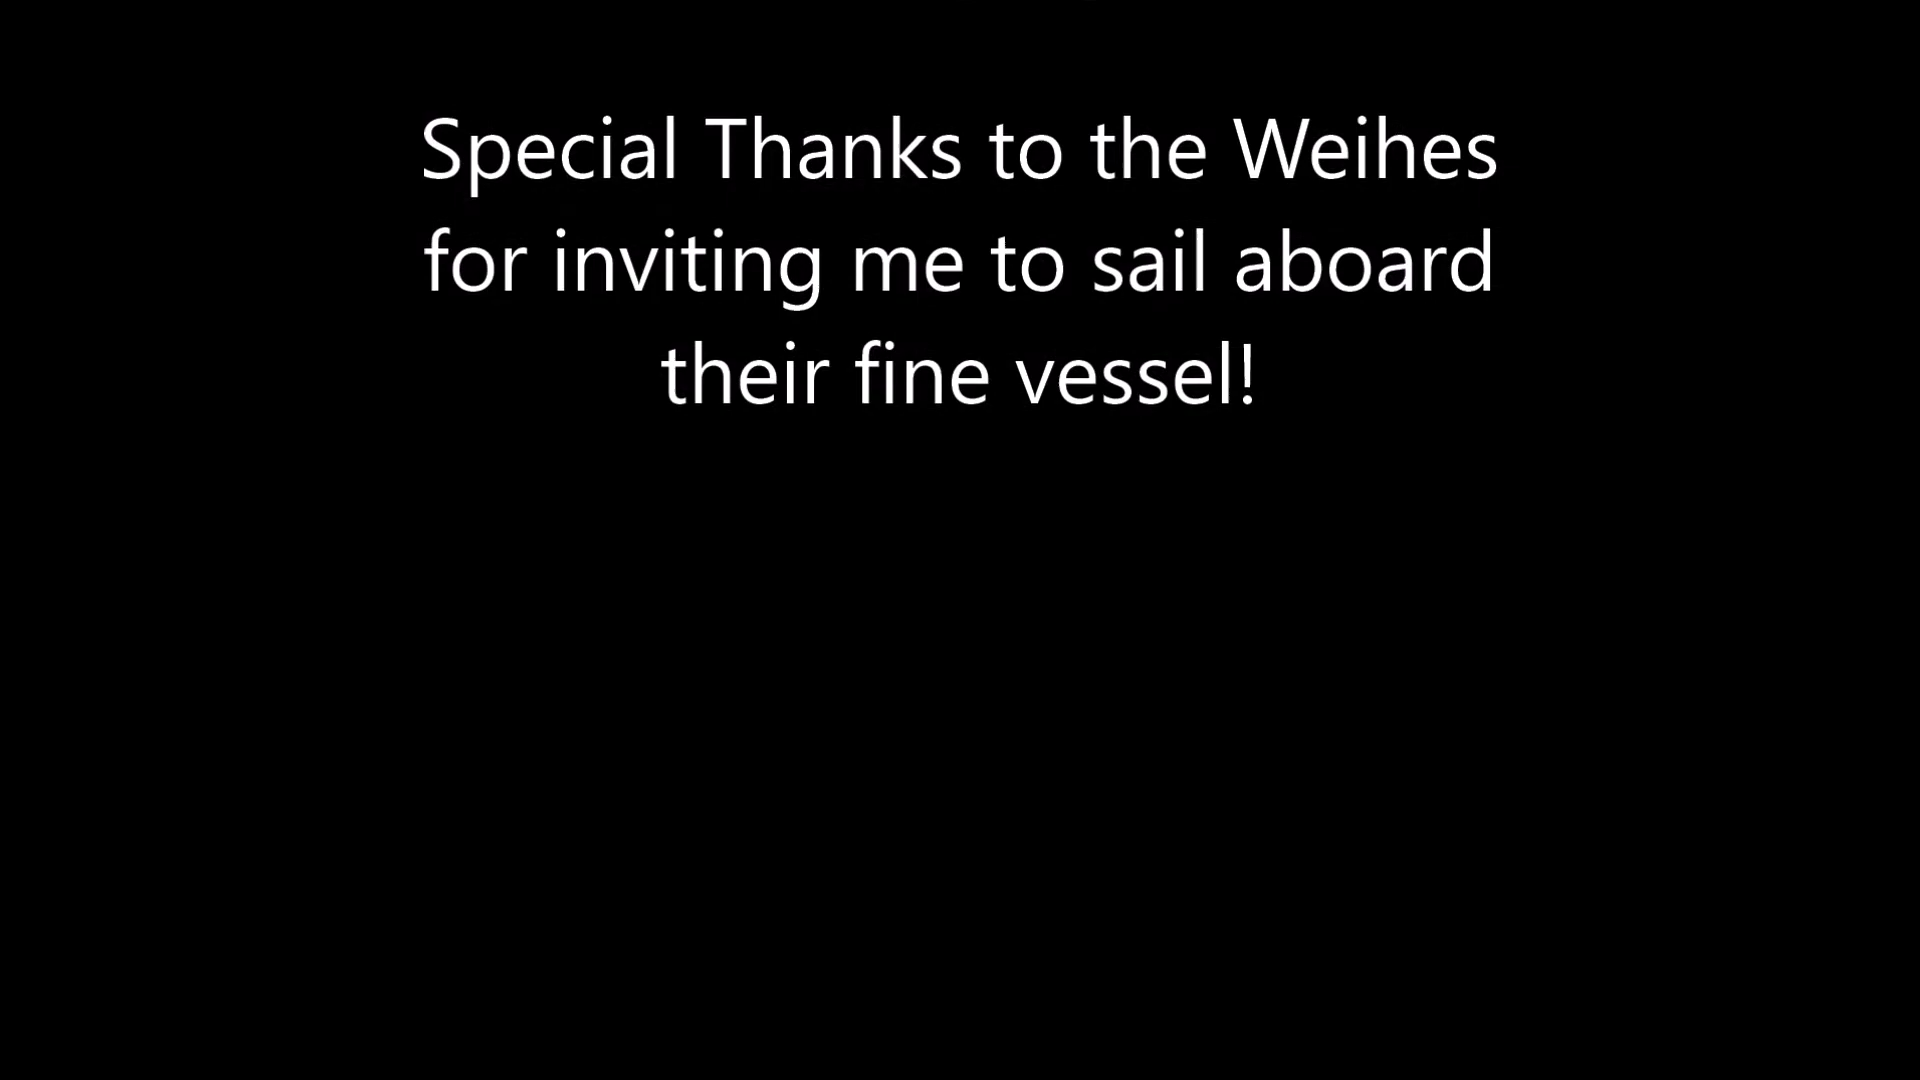 Special Thanks to the Weihes
for inviting me to sail aboard
their fine vessel!